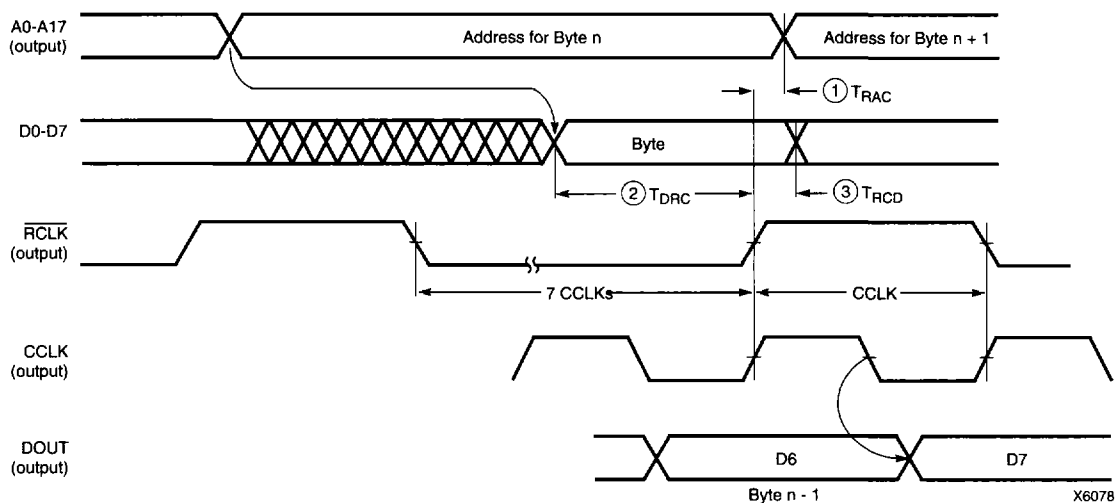 A0-A17
(output)
Address for Byte n
Address for Byte n + 1
① TRAC
D0-D7
Byte
② TDRC
③ TRCD
RCLK
(output)
7 CCLKs
CCLK
CCLK
(output)
DOUT
(output)
D6
D7
Byte n - 1
X6078